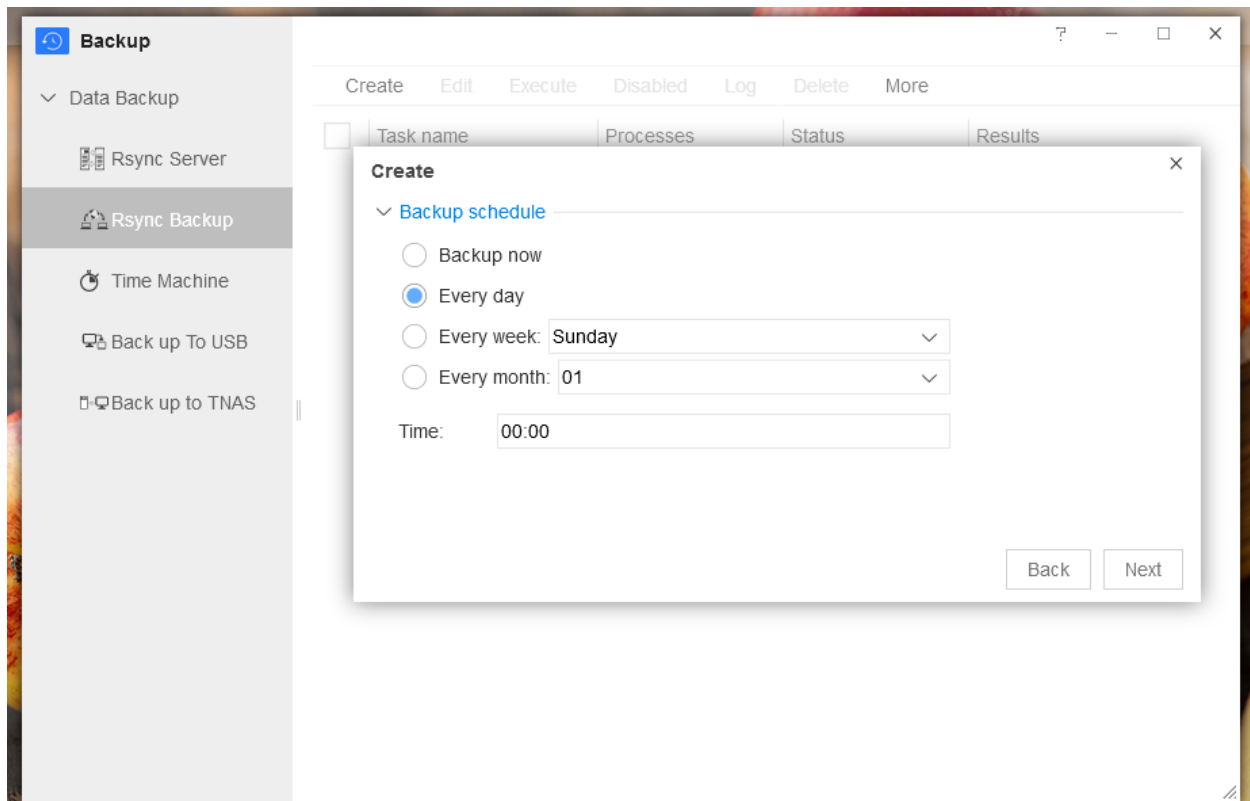 Backup
Data Backup
Rsync Server
Rsync Backup
Time Machine
Back up To USB
Back up to TNAS
?
Create Edit Execute Disabled Log Delete More
Task name Processes Status Results
Create
Backup schedule
Backup now
Every day
Every week: Sunday
Every month: 01
Time: 00:00
Back Next